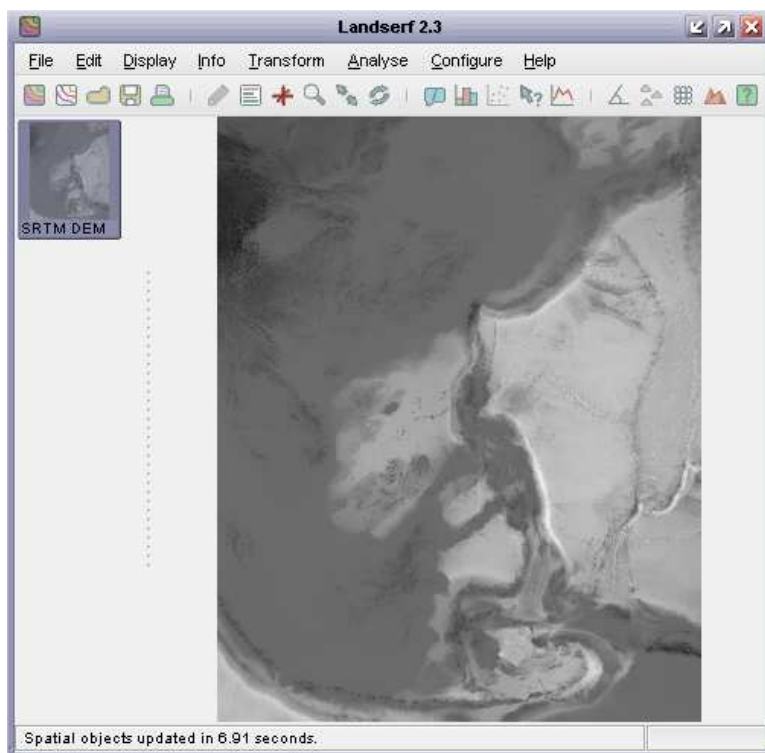 Landserf 2.3
File Edit Display Info Transform Analyse Configure Help
SRTM DEM
Spatial objects updated in 6.91 seconds.